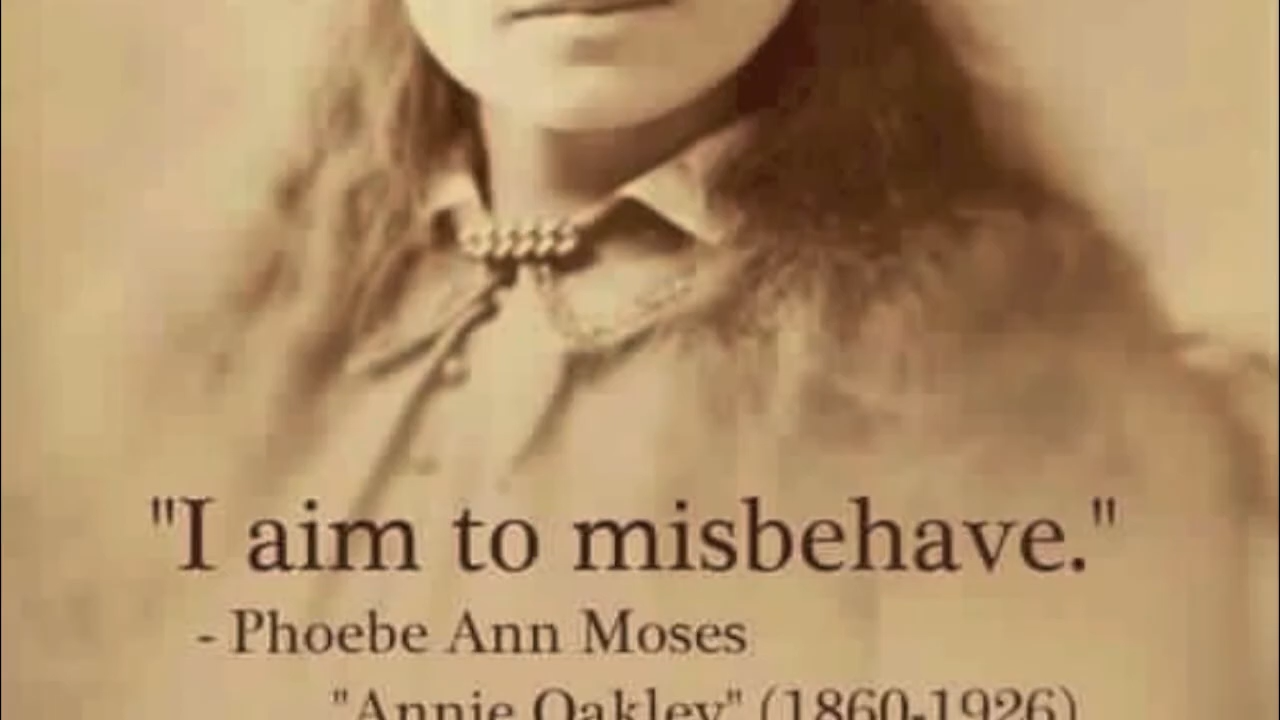 "I aim to misbehave."
- Phoebe Ann Moses
"Annie Oakley" (1860-1926)